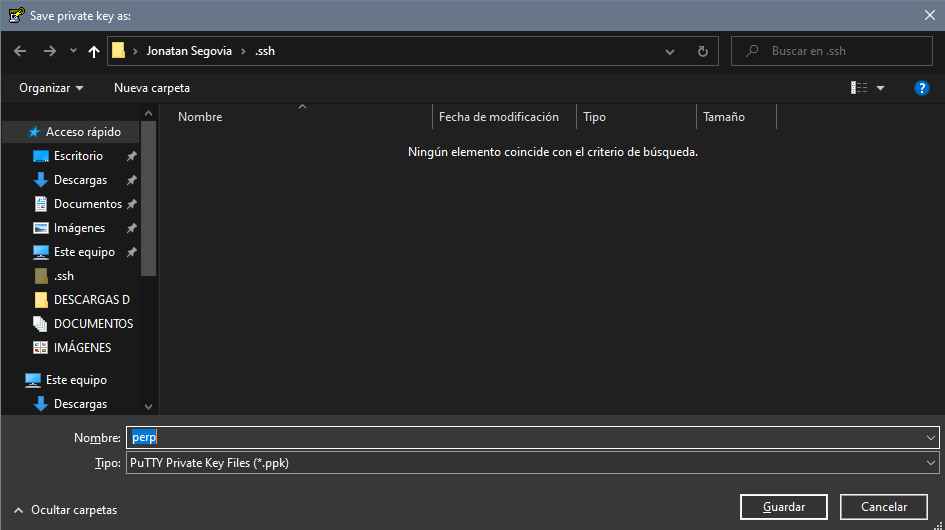 Save private key as:
Jonatan Segovia > .ssh
Buscar en .ssh
Organizar
Nueva carpeta
?
Nombre
Fecha de modificación
Tipo
Tamaño
Ningún elemento coincide con el criterio de búsqueda.
Acceso rápido
Escritorio
Descargas
Documentos
Imágenes
Este equipo
.ssh
DESCARGAS D
DOCUMENTOS
IMÁGENES
Este equipo
Descargas
Nombre: perp
Tipo: PuTTY Private Key Files (*.ppk)
Ocultar carpetas
Guardar
Cancelar